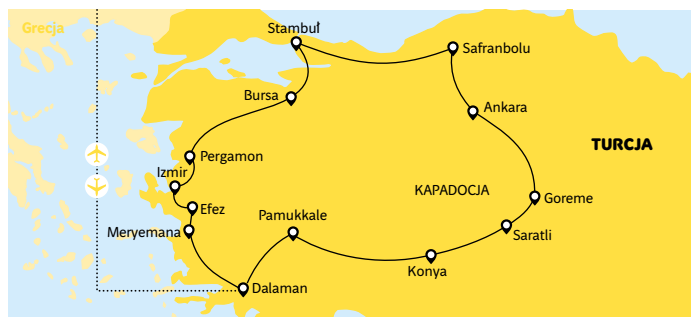 Grecja
Stambuł
Safranbolu
Bursa
Ankara
TURCJA
Pergamon
Izmir
KAPADOCJA
Goreme
Efez
Pamukkale
Meryemana
Saratli
Konya
Dalaman